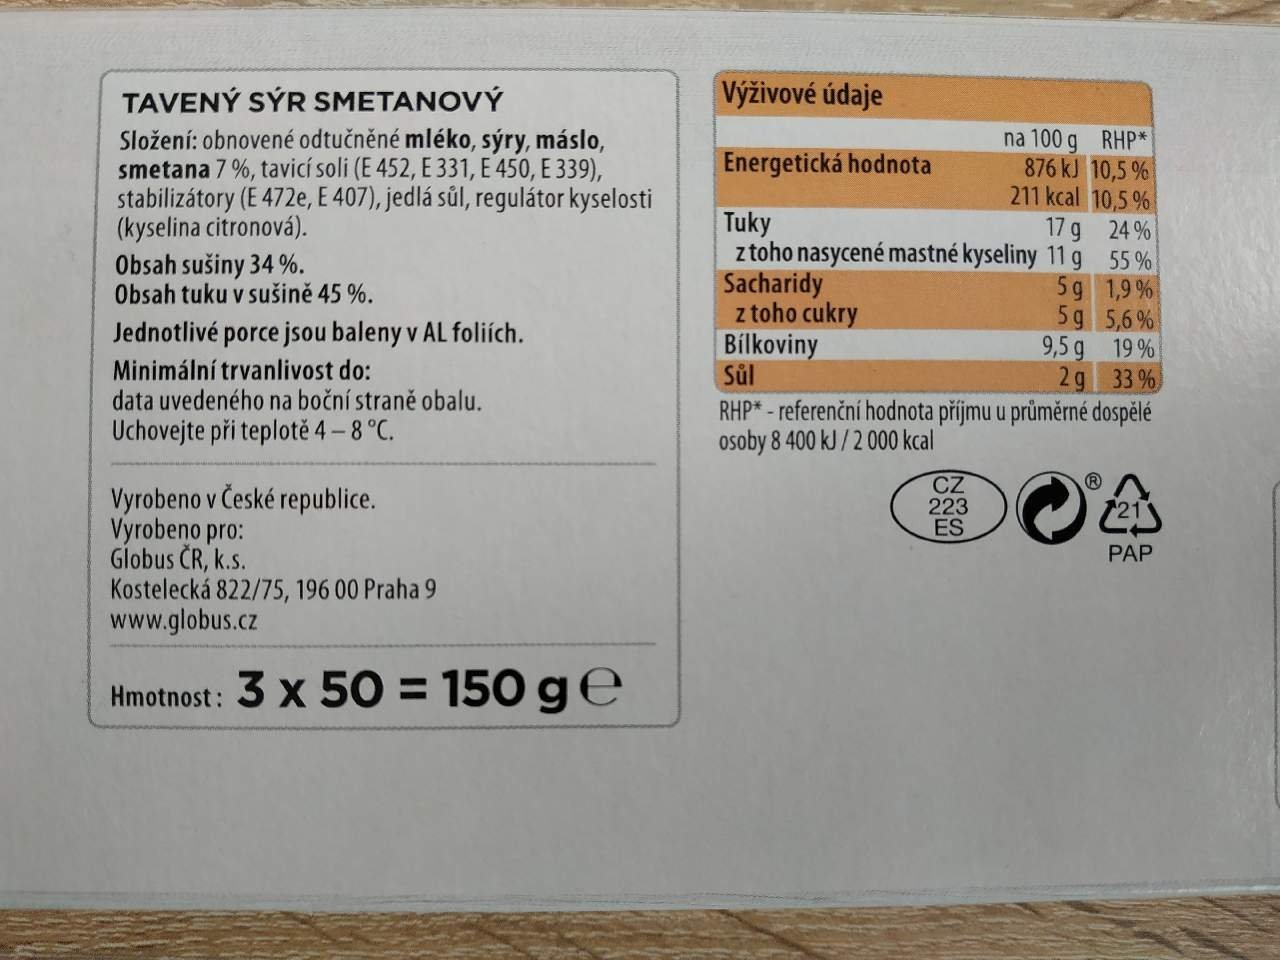 TAVENÝ SÝR SMETANOVÝ
Složení: obnovené odtučněné mléko, sýry, máslo,
smetana 7 %, tavicí soli (E 452, E 331, E 450, E 339),
stabilizátory (E 472e, E 407), jedlá sůl, regulátor kyselosti
(kyselina citronová).
Obsah sušiny 34 %.
Obsah tuku v sušině 45 %.
Jednotlivé porce jsou baleny v AL foliích.
Minimální trvanlivost do:
data uvedeného na boční straně obalu.
Uchovejte při teplotě 4 – 8 °C.
Vyrobeno v České republice.
Vyrobeno pro:
Globus ČR, k.s.
Kostelecká 822/75, 196 00 Praha 9
www.globus.cz
Hmotnost: 3 x 50 = 150 g e
Výživové údaje
na 100 g RHP*
Energetická hodnota 876 kJ 10,5 %
211 kcal 10,5 %
Tuky 17 g 24 %
z toho nasycené mastné kyseliny 11 g 55 %
Sacharidy 5 g 1,9 %
z toho cukry 5 g 5,6 %
Bílkoviny 9,5 g 19 %
Sůl 2 g 33 %
RHP* - referenční hodnota příjmu u průměrné dospělé
osoby 8 400 kJ / 2 000 kcal
CZ
223
ES
®
21
PAP